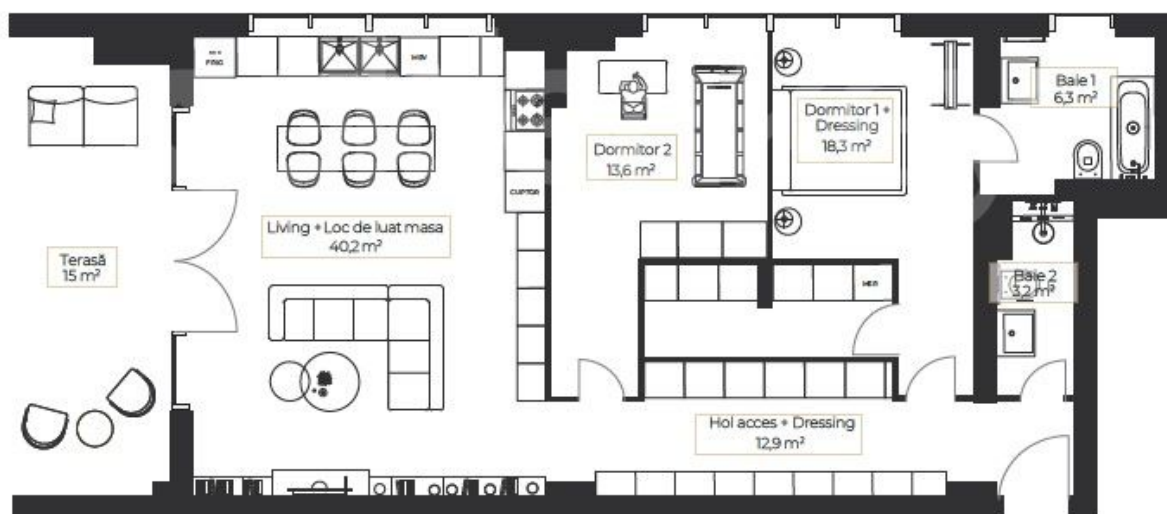 FRIG
MSV
Baie 1
6,3 m²
Dormitor 1 +
Dressing
18,3 m²
Dormitor 2
13,6 m²
CUPTOR
Living + Loc de luat masa
40,2 m²
Terasă
15 m²
Baie 2
3,2 m²
Hol acces + Dressing
12,9 m²